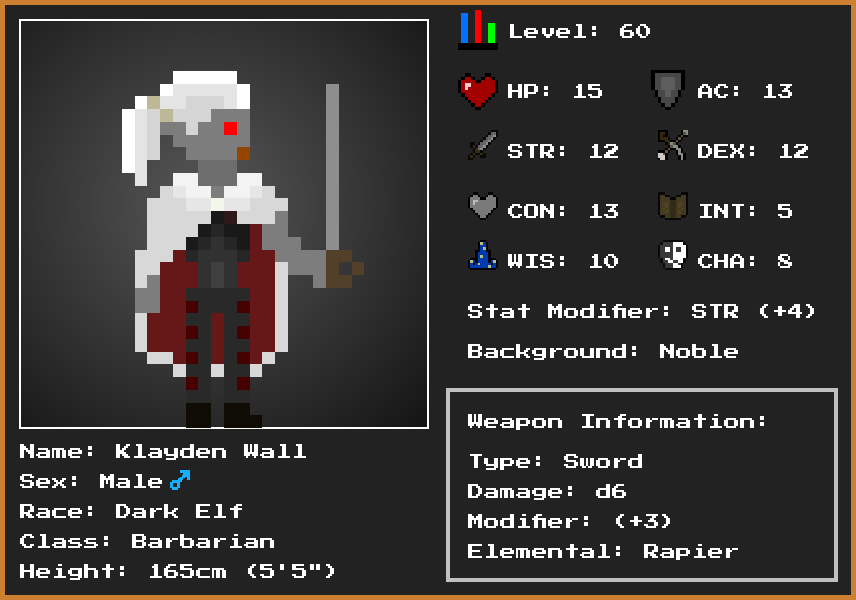 Level: 60
HP: 15
AC: 13
STR: 12
DEX: 12
CON: 13
INT: 5
WIS: 10
CHA: 8
Stat Modifier: STR (+4)
Background: Noble
Weapon Information:
Type: Sword
Damage: d6
Modifier: (+3)
Elemental: Rapier
Name: Klayden Wall
Sex: Male♂
Race: Dark Elf
Class: Barbarian
Height: 165cm (5'5")